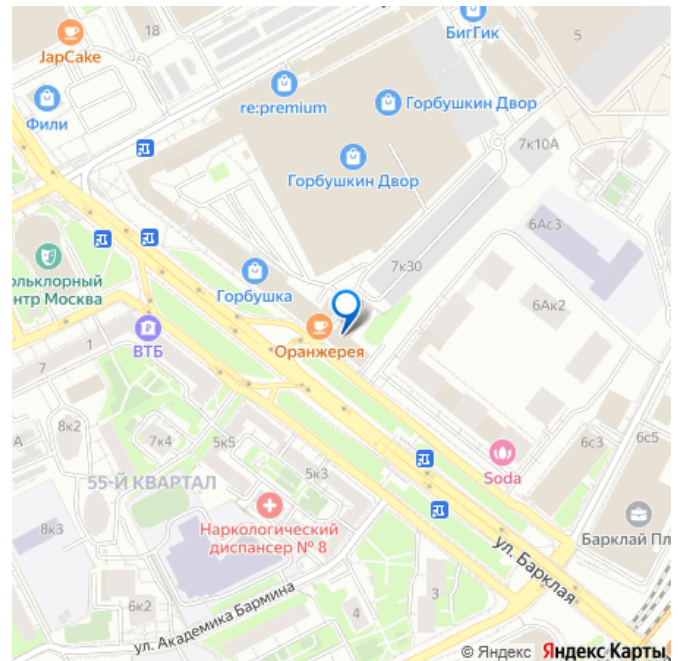 18
JapCake
БигГик
5
Фили
re:premium
Горбушкин Двор
Горбушкин Двор
7к10А
6Ас3
ольклорный
нтр Москва
Горбушка
7к30
6Ак2
Оранжерея
ВТБ
1
7
А
8к2
7к4
5к5
5к3
Soda
6с3
6с5
55-Й КВАРТАЛ
8к3
Наркологический
диспансер № 8
Барклай Пл
ул. Барклая
6к2
ул. Академика Бармина
4
3
© Яндекс Яндекс Карты